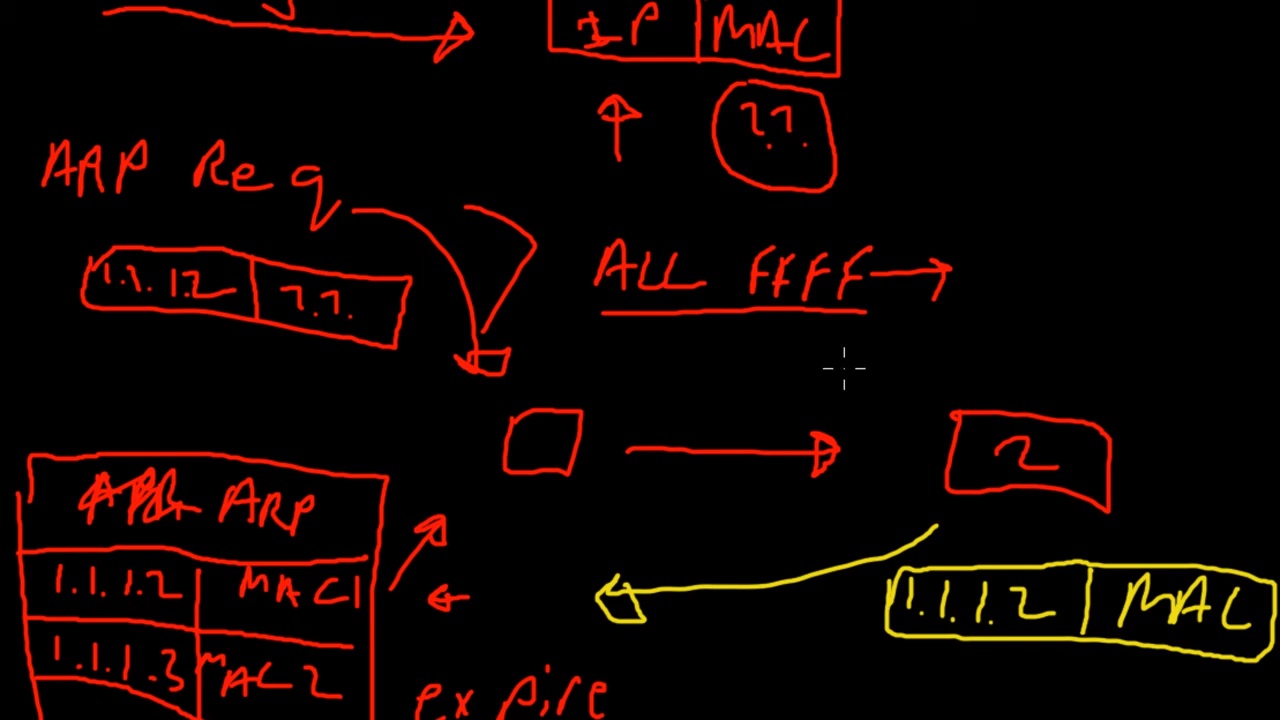 IP MAC
??
ARP Req
1.1.1.2 ??
ALL FFFF
2
ARP
1.1.1.2 MAC1
1.1.1.2 MAC
1.1.1.3 MAC2
expire